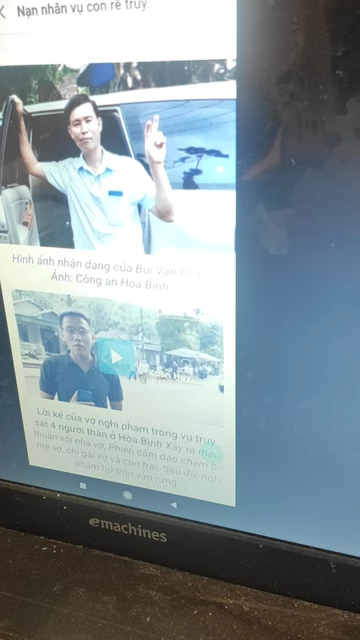 Nạn nhân vụ con rể truy...
Hình ảnh nhận dạng của Bùi Văn
Ảnh: Công an Hòa Bình
Xuân Huy
Lời kể của vợ nghi phạm trong vụ truy
sát 4 người thân ở Hòa Bình Xảy ra mâu
thuẫn với nhà vợ, Phiên cầm dao chém bố
mẹ vợ, chị gái vợ và con trai. Sau đó, nghi
phạm bỏ trốn vào rừng
emachines